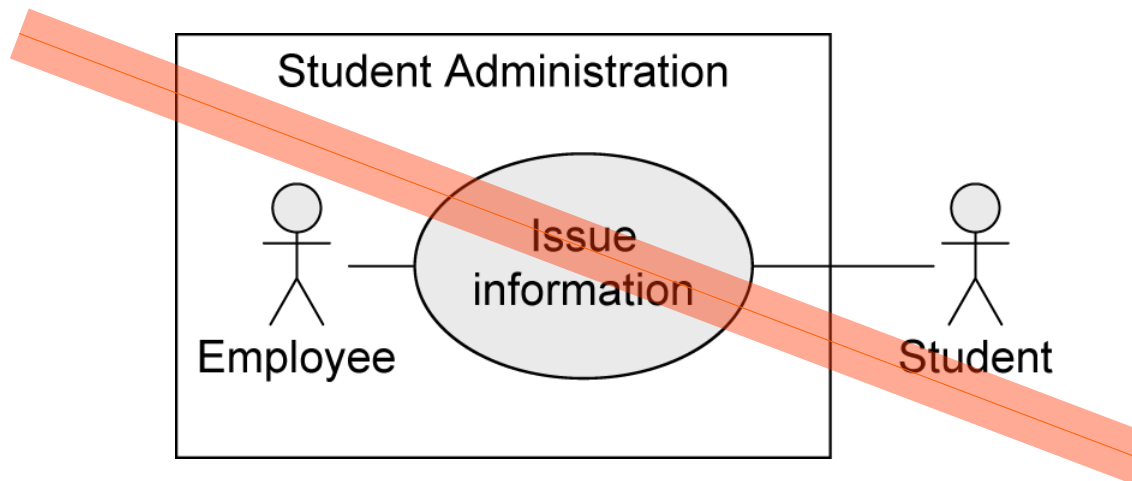 Student Administration
Issue
information
Employee
Student